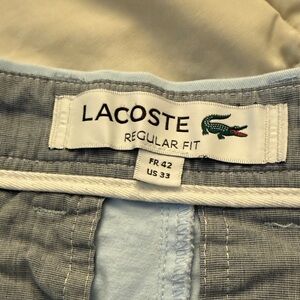 LACOSTE
REGULAR FIT
FR 42
US 33